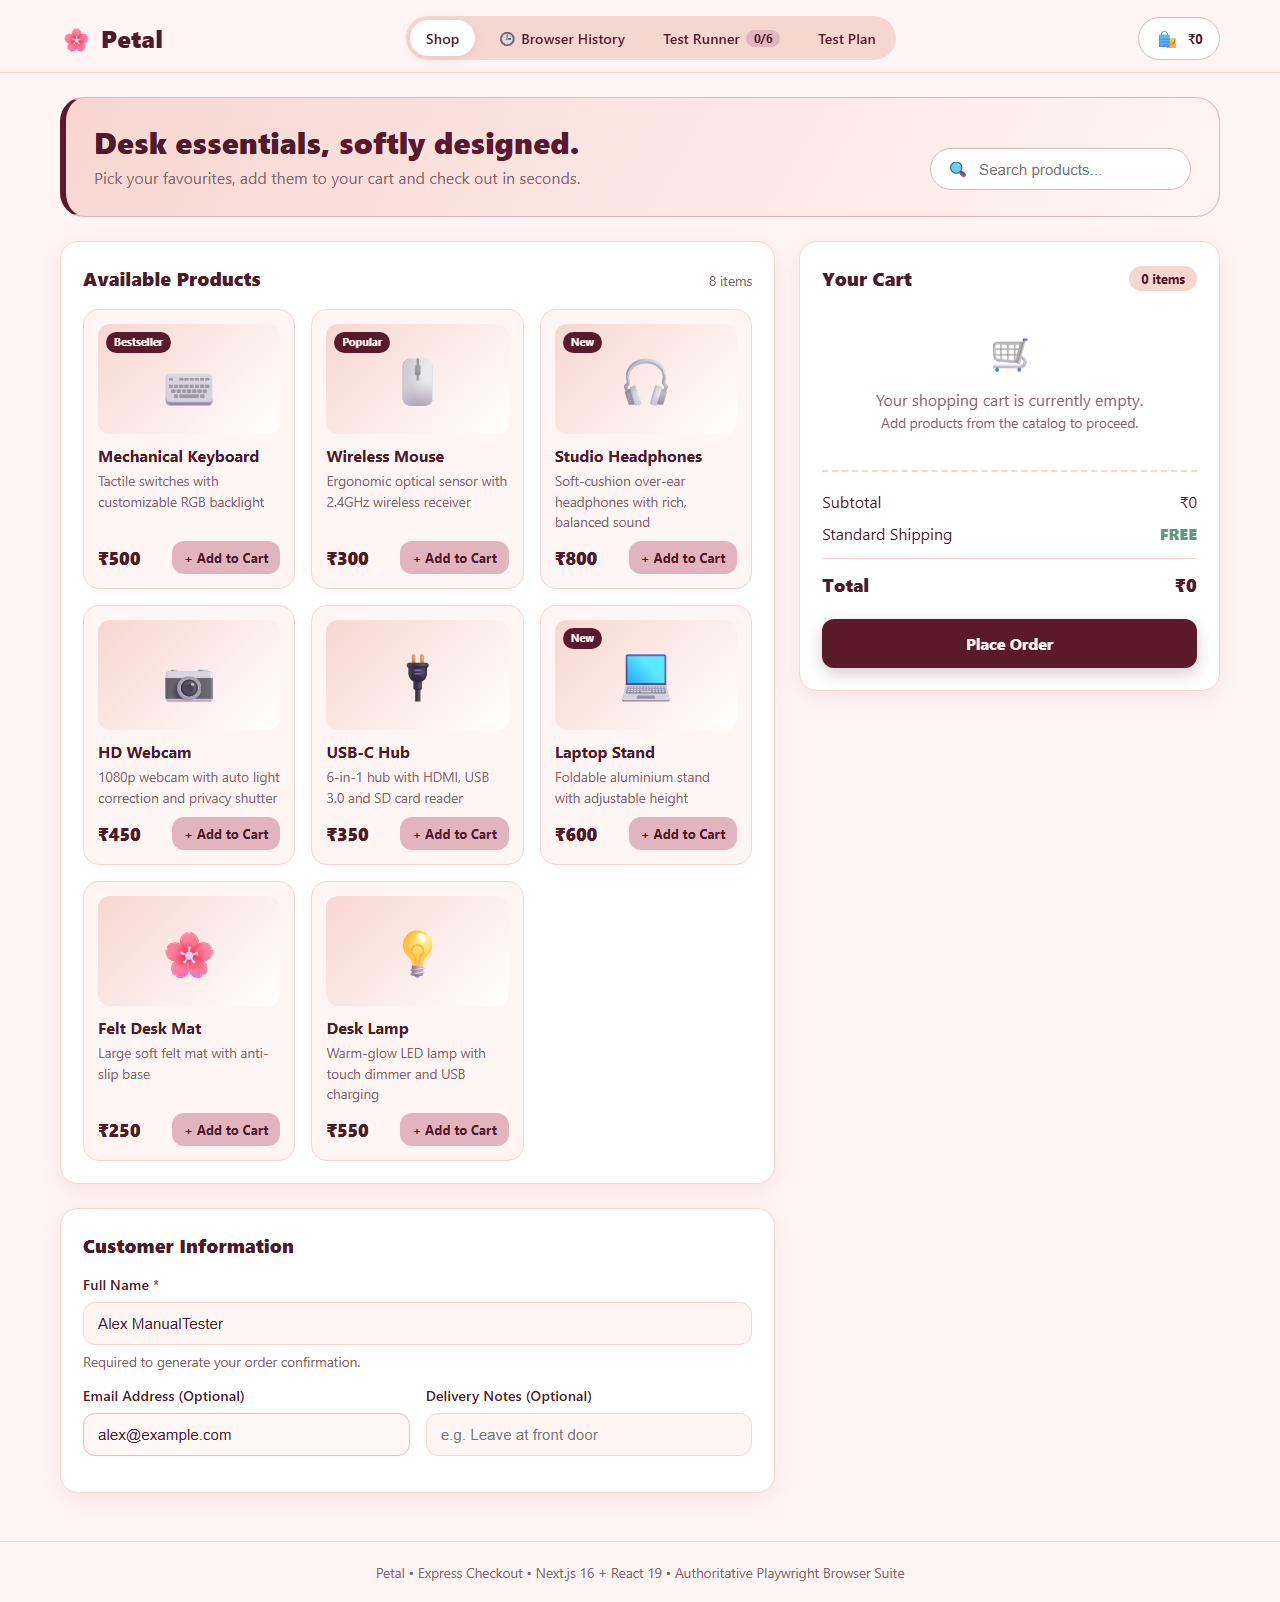 Petal
Shop
Browser History
Test Runner 0/6
Test Plan
₹0
Desk essentials, softly designed.
Pick your favourites, add them to your cart and check out in seconds.
Search products...
Available Products
8 items
Bestseller
Mechanical Keyboard
Tactile switches with
customizable RGB backlight
₹500
+ Add to Cart
Popular
Wireless Mouse
Ergonomic optical sensor with
2.4GHz wireless receiver
₹300
+ Add to Cart
New
Studio Headphones
Soft-cushion over-ear
headphones with rich,
balanced sound
₹800
+ Add to Cart
HD Webcam
1080p webcam with auto light
correction and privacy shutter
₹450
+ Add to Cart
USB-C Hub
6-in-1 hub with HDMI, USB
3.0 and SD card reader
₹350
+ Add to Cart
New
Laptop Stand
Foldable aluminium stand
with adjustable height
₹600
+ Add to Cart
Felt Desk Mat
Large soft felt mat with anti-
slip base
₹250
+ Add to Cart
Desk Lamp
Warm-glow LED lamp with
touch dimmer and USB
charging
₹550
+ Add to Cart
Your Cart
0 items
Your shopping cart is currently empty.
Add products from the catalog to proceed.
Subtotal ₹0
Standard Shipping FREE
Total ₹0
Place Order
Customer Information
Full Name *
Alex ManualTester
Required to generate your order confirmation.
Email Address (Optional)
alex@example.com
Delivery Notes (Optional)
e.g. Leave at front door
Petal • Express Checkout • Next.js 16 + React 19 • Authoritative Playwright Browser Suite